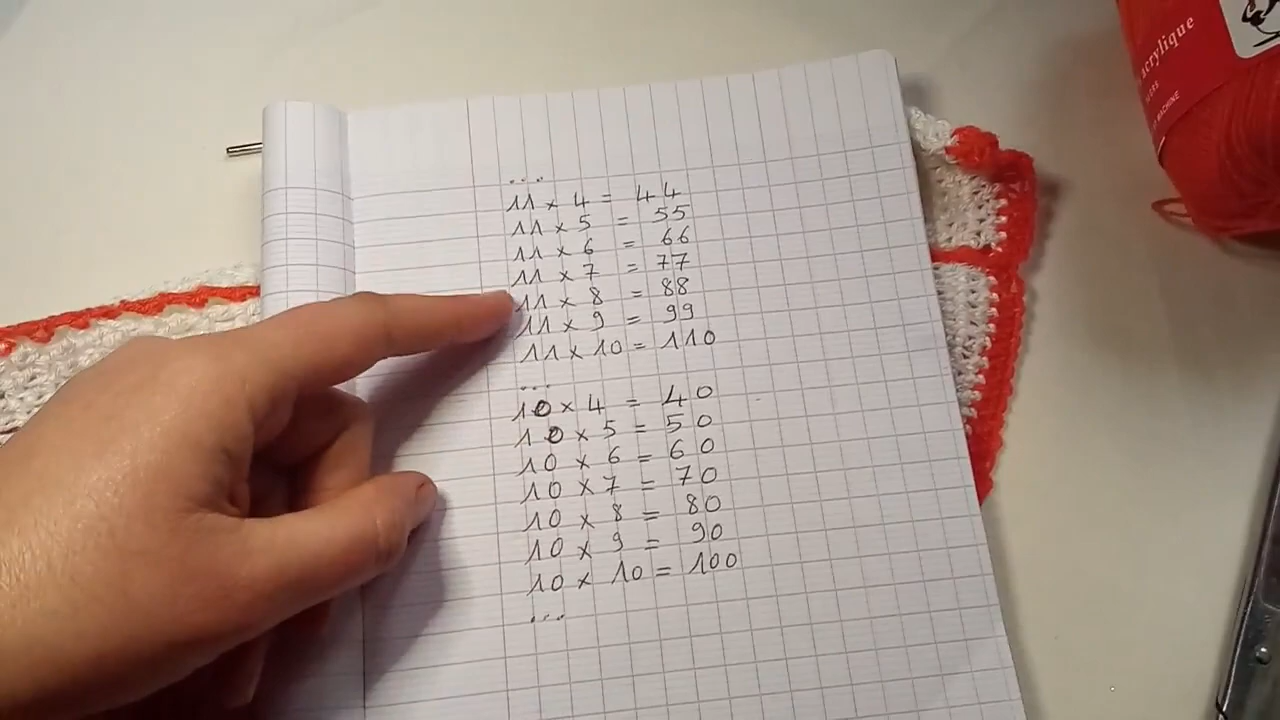 acrylique
MACHINE
...
11 x 4 = 44
11 x 5 = 55
11 x 6 = 66
11 x 7 = 77
11 x 8 = 88
11 x 9 = 99
11 x 10 = 110
...
10 x 4 = 40
10 x 5 = 50
10 x 6 = 60
10 x 7 = 70
10 x 8 = 80
10 x 9 = 90
10 x 10 = 100
...